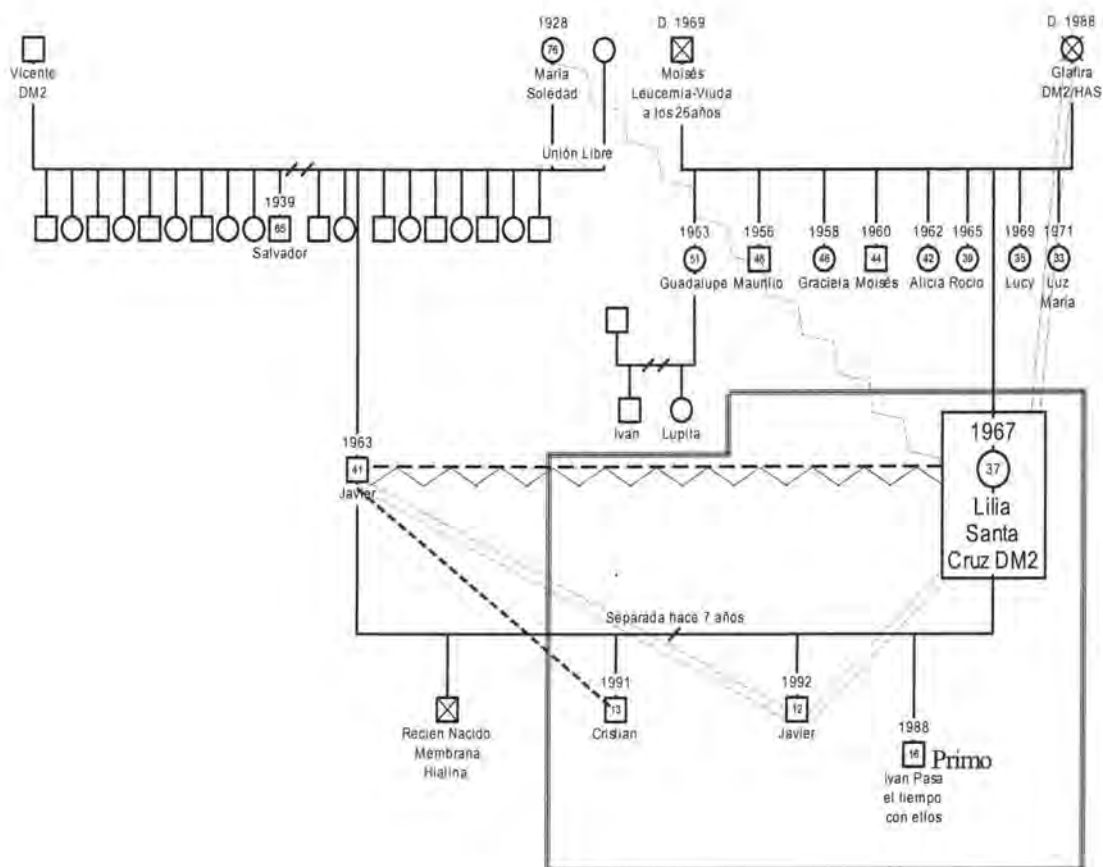 1928
D. 1969
D. 1988
76
Vicente
DM2
María
Soledad
Moisés
Leucemia-Viuda
a los 25años
Glafira
DM2/HAS
Unión Libre
1939
65
Salvador
1953
51
Guadalupe
1956
48
Maurilio
1958
46
Graciela
1960
44
Moisés
1962
42
Alicia
1965
39
Rocio
1969
35
Lucy
1971
33
Luz
María
Ivan
Lupita
1963
41
Javier
1967
37
Lilia
Santa
Cruz DM2
Separada hace 7 años
Recien Nacido
Membrana
Hialina
1991
13
Cristian
1992
12
Javier
1988
16
Primo
Ivan Pasa
el tiempo
con ellos